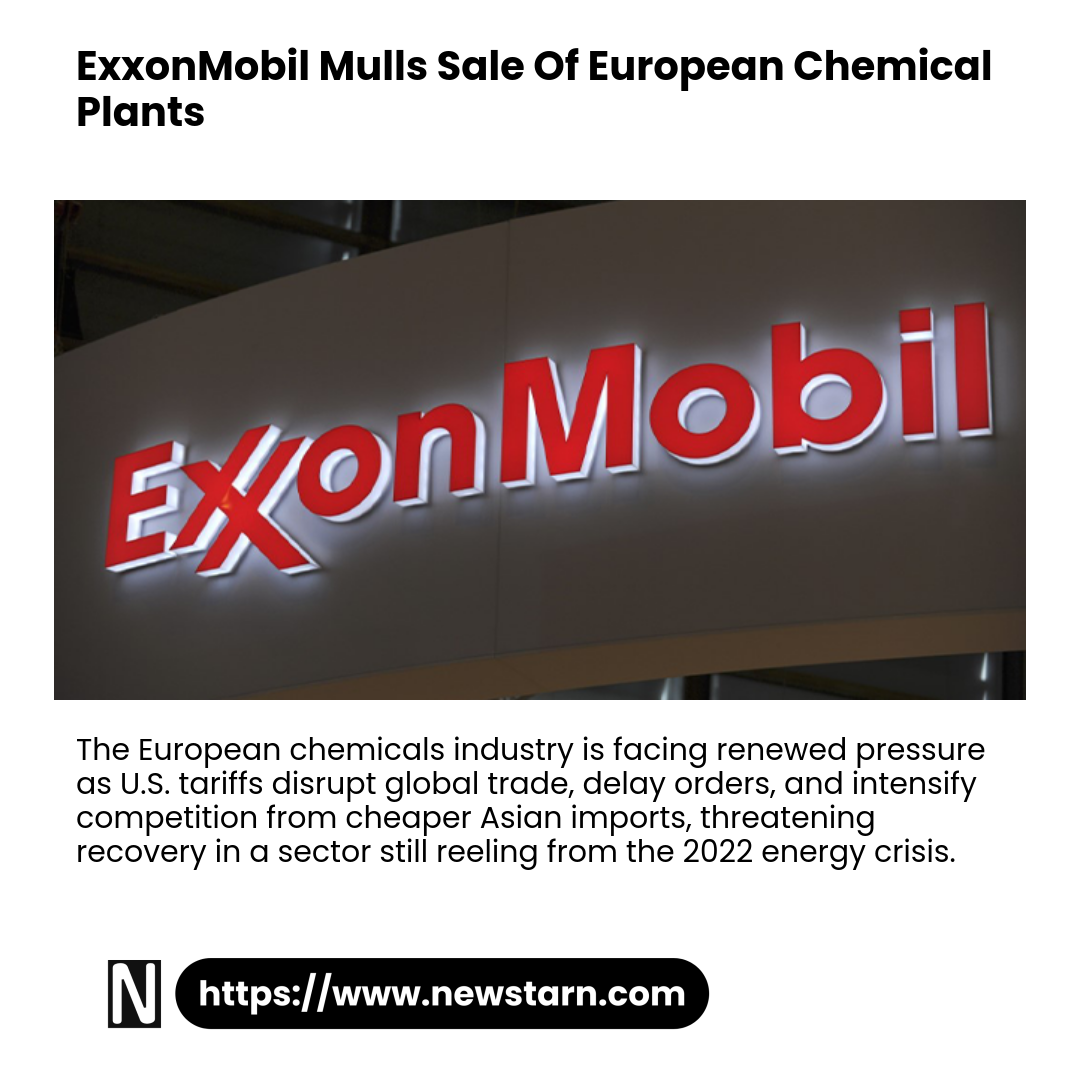 ExxonMobil Mulls Sale Of European Chemical
Plants
ExxonMobil
The European chemicals industry is facing renewed pressure
as U.S. tariffs disrupt global trade, delay orders, and intensify
competition from cheaper Asian imports, threatening
recovery in a sector still reeling from the 2022 energy crisis.
N https://www.newstarn.com